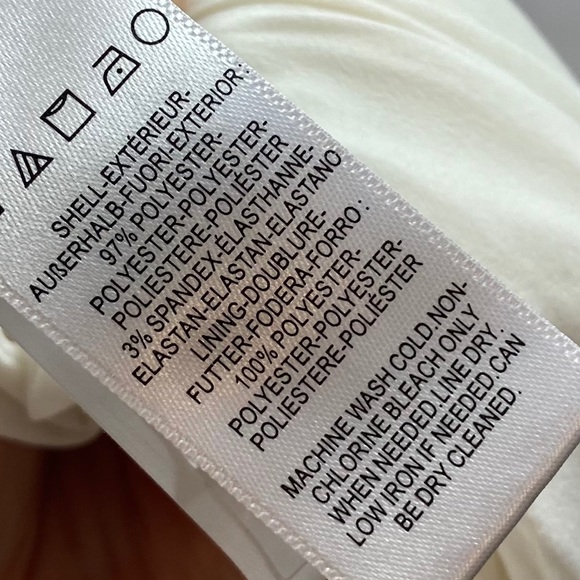 SHELL-EXTÉRIEUR-
AUßERHALB-FUORI EXTERIOR:
97% POLYESTER-
POLYESTER-POLYESTER-
POLIESTERE-POLIÉSTER
3% SPANDEX-ÉLASTHANNE-
ELASTAN-ELASTAN-ELASTANO
LINING-DOUBLURE-
FUTTER-FODERA-FORRO:
100% POLYESTER-
POLYESTER-POLYESTER-
POLIESTERE-POLIÉSTER
MACHINE WASH COLD.NON-
CHLORINE BLEACH ONLY
WHEN NEEDED.LINE DRY.
LOW IRON IF NEEDED.CAN
BE DRY CLEANED.